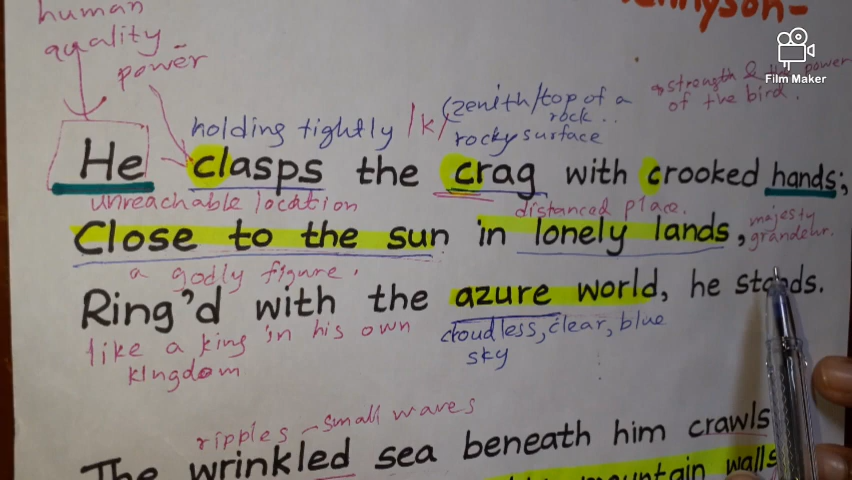 human
quality
power
Tennyson-
Film Maker
strength & the power
of the bird.
holding tightly /k/
(zenith/top of a
rock..
rocky surface
He clasps the crag with crooked hands;
unreachable location
distanced place.
majesty
grandeur.
Close to the sun in lonely lands,
a godly figure.
Ring'd with the azure world, he stands.
like a king in his own
kingdom
cloudless, clear, blue
sky
ripples - small waves
The wrinkled sea beneath him crawls
mountain walls